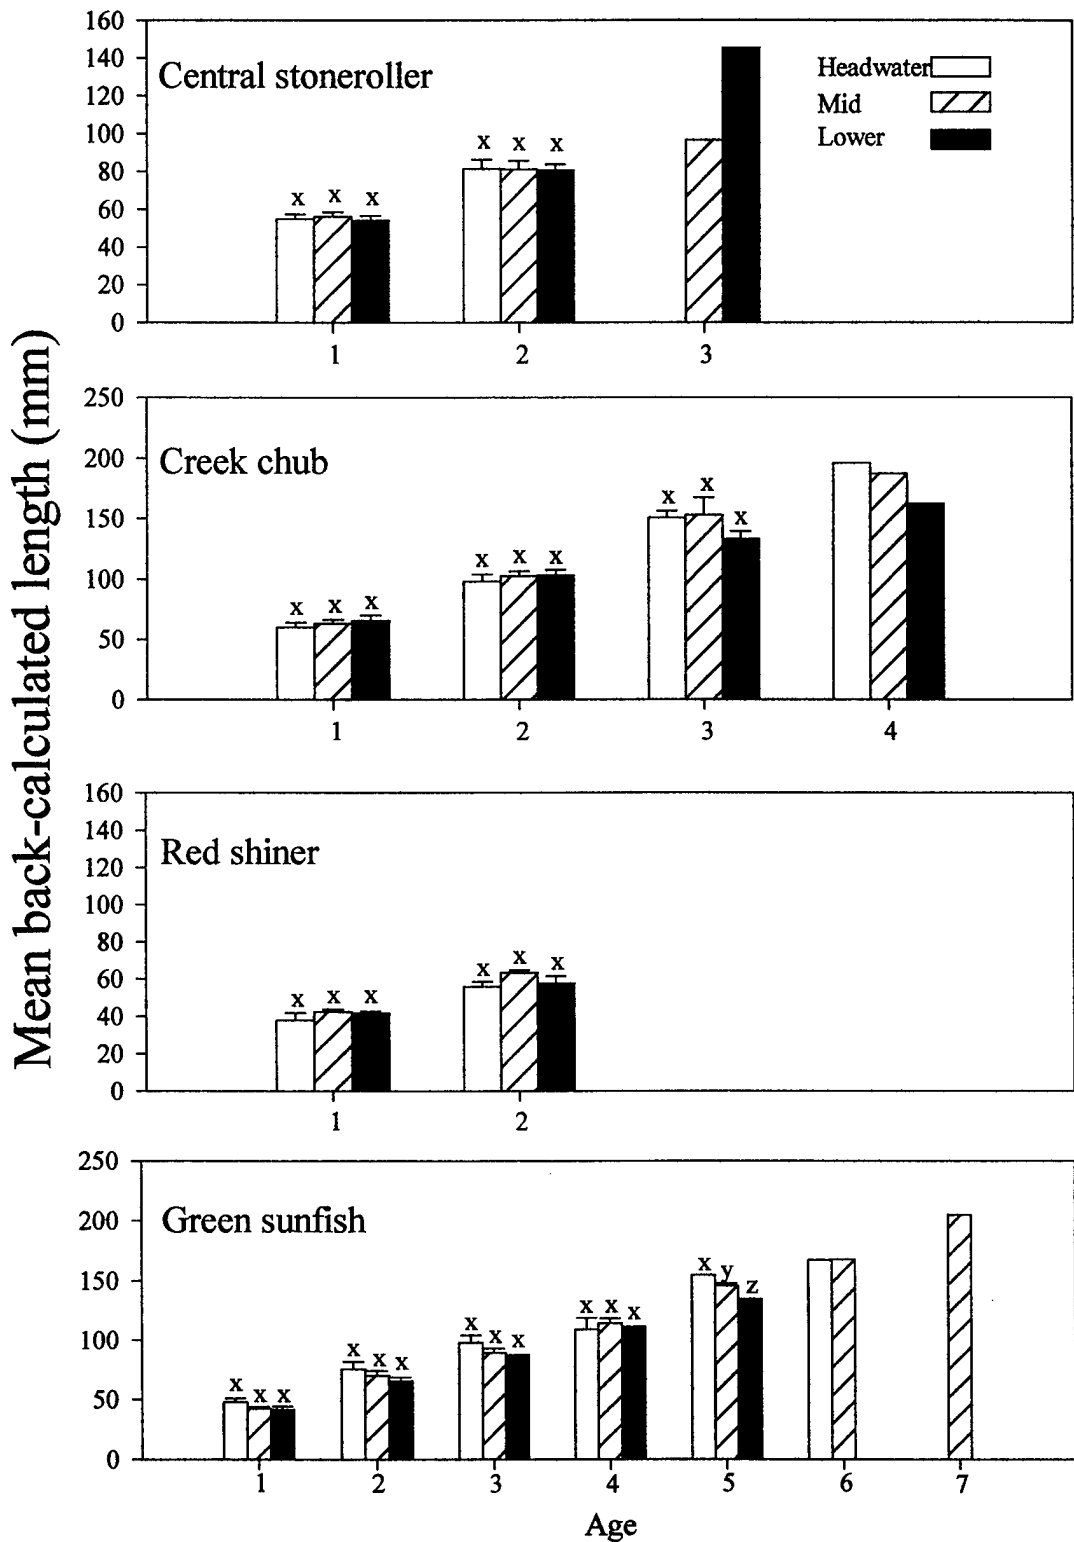 Mean back-calculated length (mm)
160
140
120
100
80
60
40
20
0
Central stoneroller
Headwater
Mid
Lower
x x x
x x x
1 2 3
250
200
150
100
50
0
Creek chub
x x x
x x x
x x x
1 2 3 4
160
140
120
100
80
60
40
20
0
Red shiner
x x x
x x x
1 2
250
200
150
100
50
0
Green sunfish
x x x
x x x
x x x
x x x
x y z
1 2 3 4 5 6 7
Age